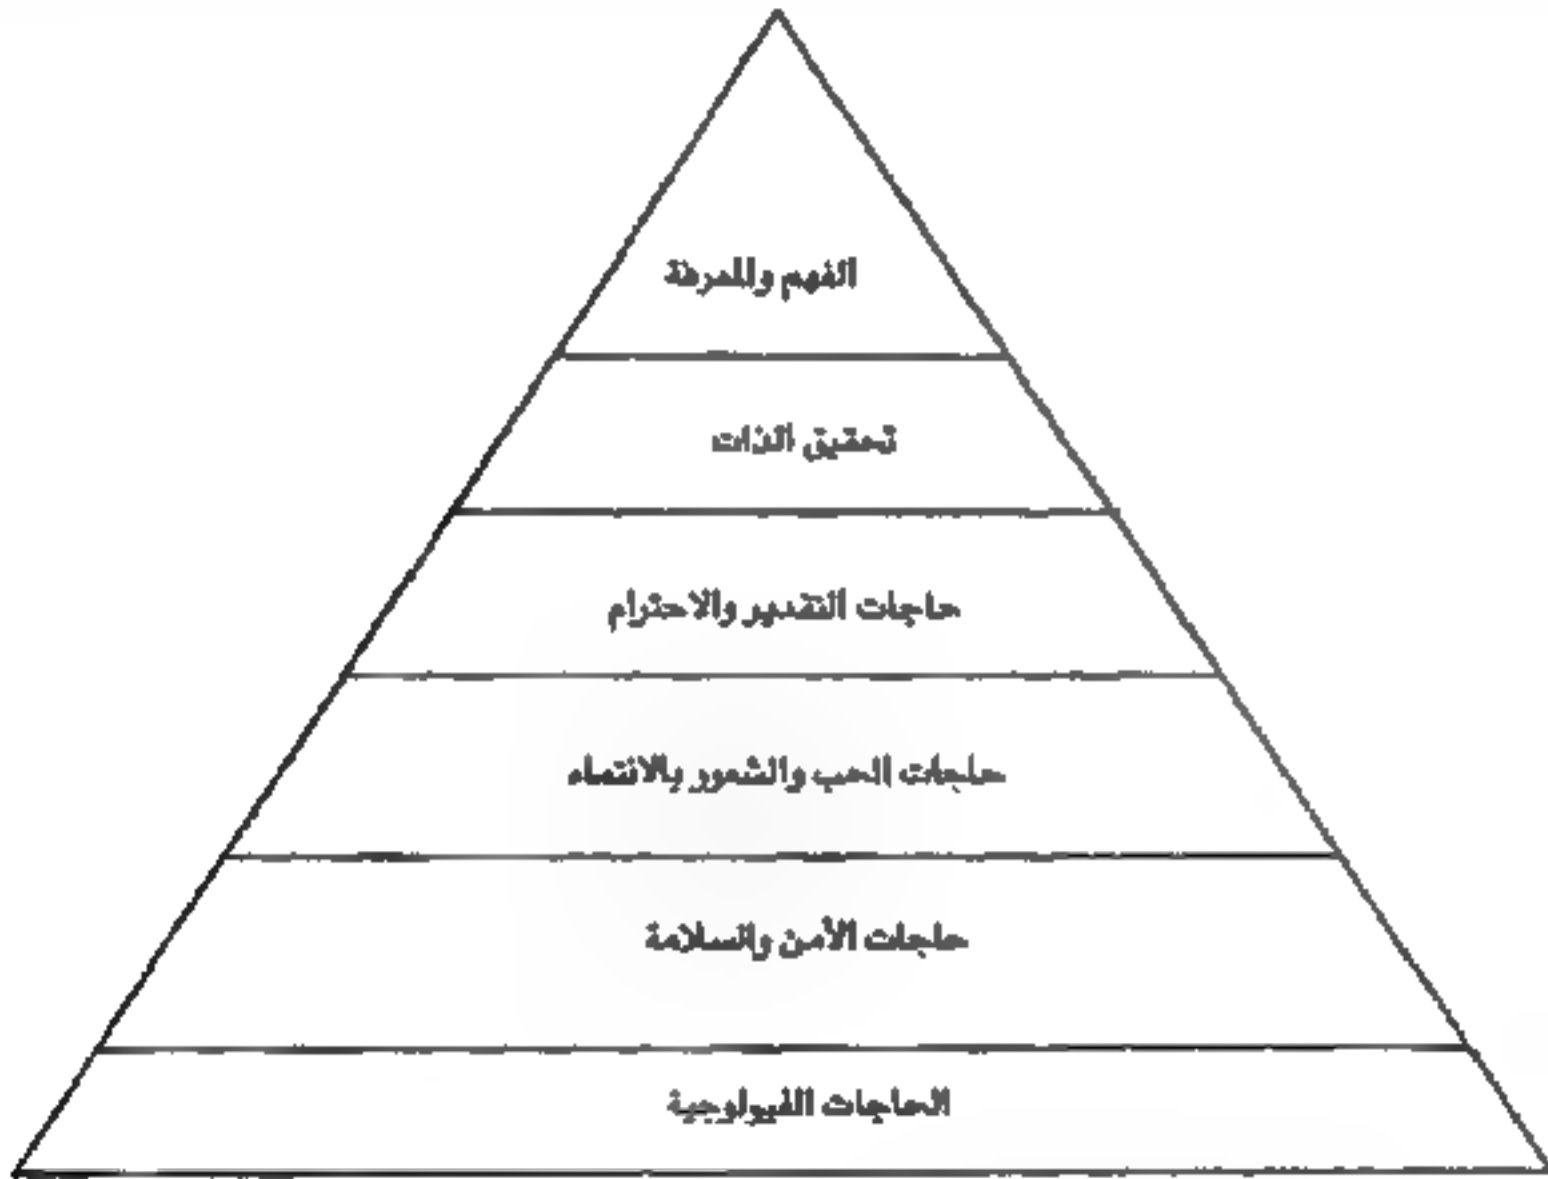 الفهم والمعرفة
تحقيق الذات
حاجات التقدير والاحترام
حاجات الحب والشعور بالانتماء
حاجات الأمن والسلامة
الحاجات الفيولوجية